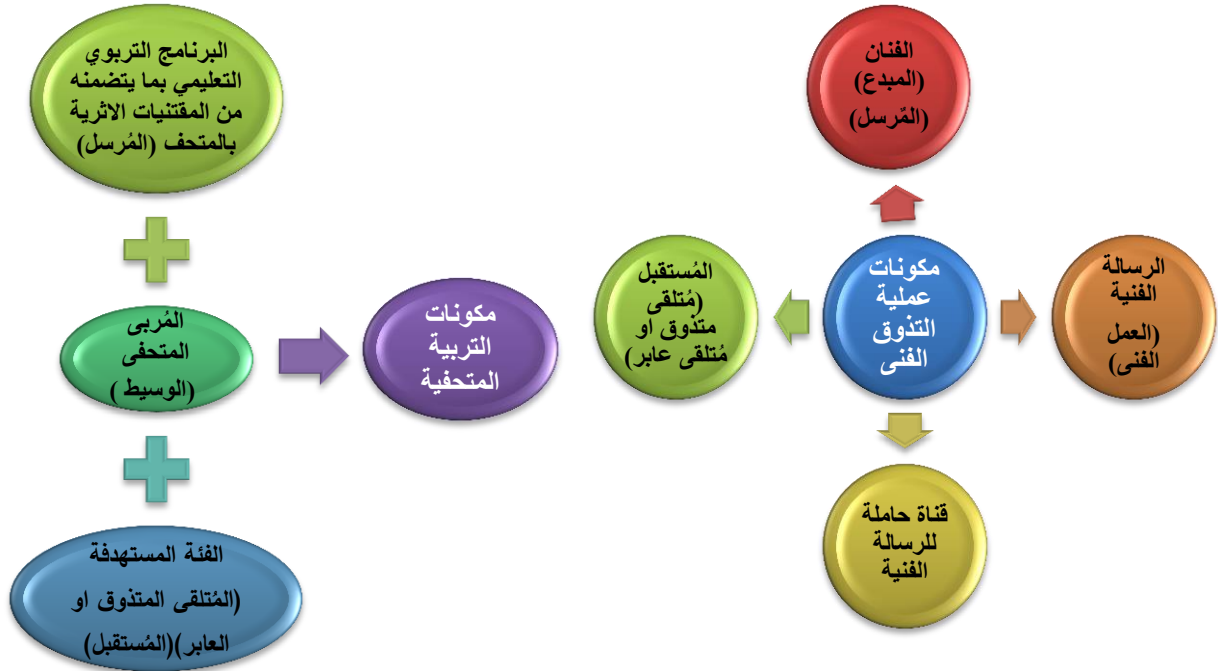 البرنامج التربوي
التعليمي بما يتضمنه
من المقتنيات الاثرية
بالمتحف (المُرسل)
المُربى
المتحفى
(الوسيط )
الفئة المستهدفة
(المُتلقى المتذوق او
العابر)(المُستقبل)
مكونات
التربية
المتحفية
الفنان
(المبدع)
(المٌرسل)
الرسالة
الفنية
(العمل
الفنى)
مكونات
عملية
التذوق
الفنى
المُستقبل
(مُتلقى
متذوق او
مُتلقى عابر)
قناة حاملة
للرسالة
الفنية